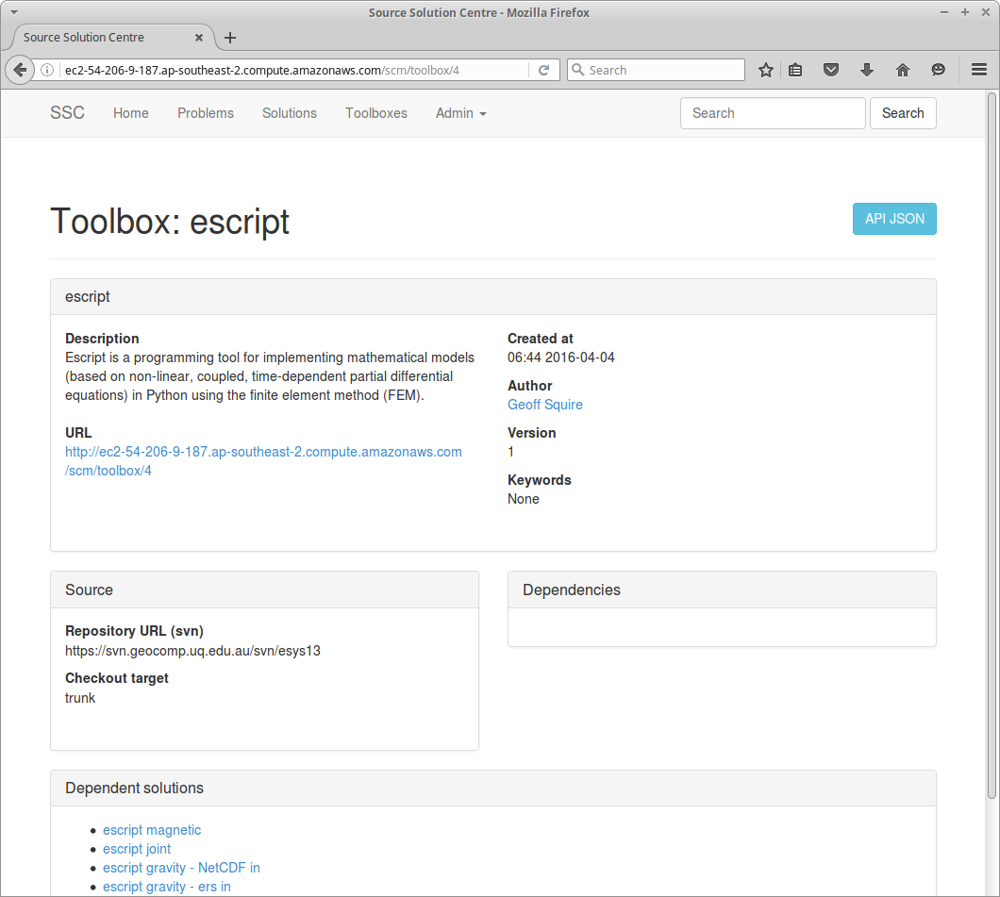 Source Solution Centre - Mozilla Firefox
Source Solution Centre
ec2-54-206-9-187.ap-southeast-2.compute.amazonaws.com/scm/toolbox/4
Search
SSC Home Problems Solutions Toolboxes Admin
Search Search
Toolbox: escript
API JSON
escript
Description
Escript is a programming tool for implementing mathematical models
(based on non-linear, coupled, time-dependent partial differential
equations) in Python using the finite element method (FEM).
URL
http://ec2-54-206-9-187.ap-southeast-2.compute.amazonaws.com
/scm/toolbox/4
Created at
06:44 2016-04-04
Author
Geoff Squire
Version
1
Keywords
None
Source
Repository URL (svn)
https://svn.geocomp.uq.edu.au/svn/esys13
Checkout target
trunk
Dependencies
Dependent solutions
escript magnetic
escript joint
escript gravity - NetCDF in
escript gravity - ers in